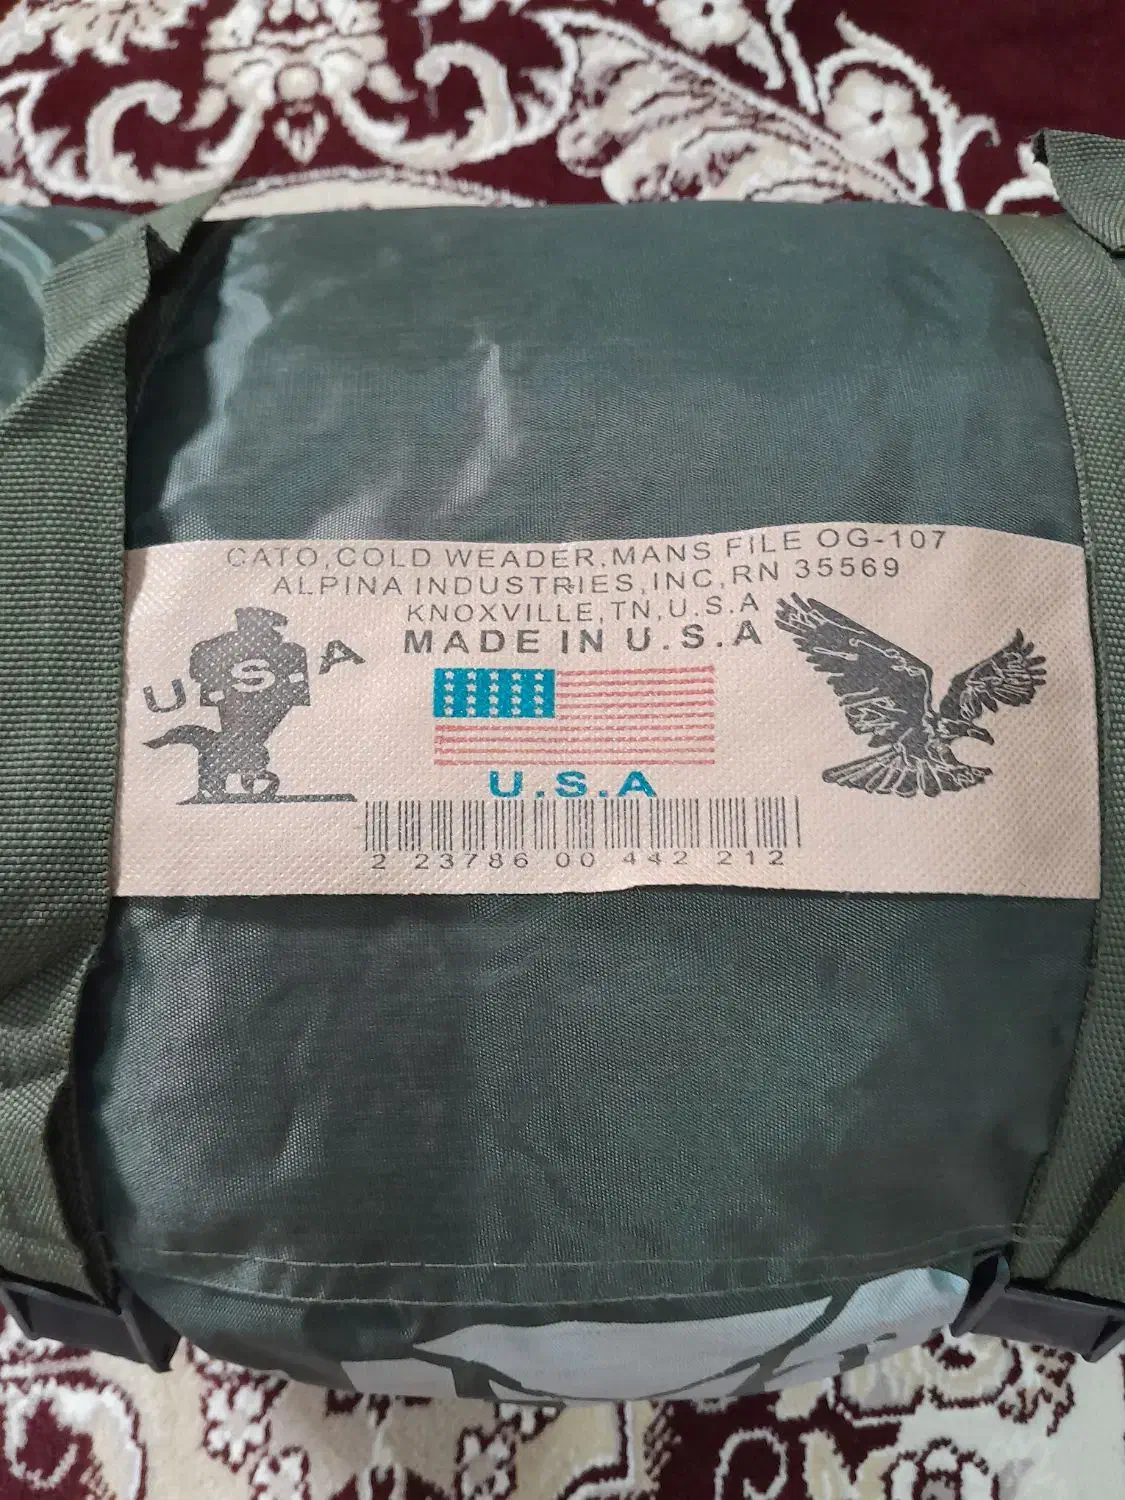 CATO,COLD WEADER,MANS FILE OG-107
ALPINA INDUSTRIES,INC,RN 35569
KNOXVILLE,TN,U.S.A
MADE IN U.S.A
U.S.A
U.S.A
2 23786 00 442 212